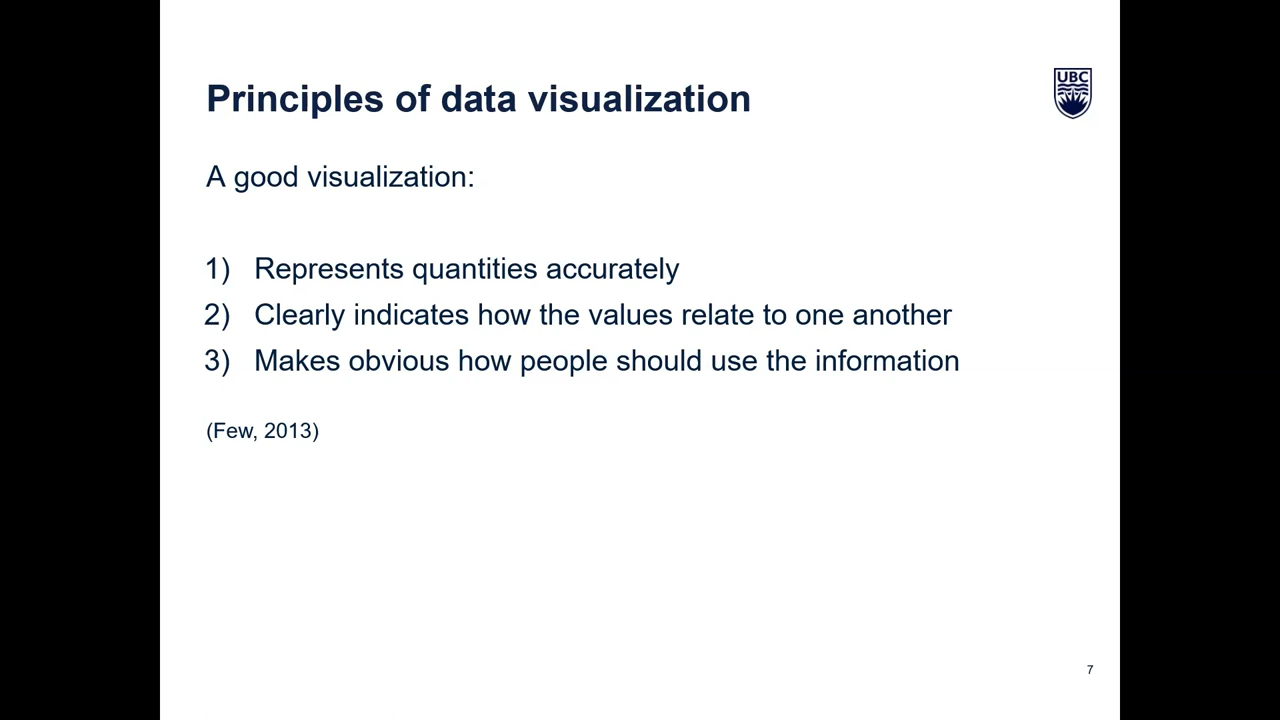 Principles of data visualization
UBC
A good visualization:
1) Represents quantities accurately
2) Clearly indicates how the values relate to one another
3) Makes obvious how people should use the information
(Few, 2013)
7